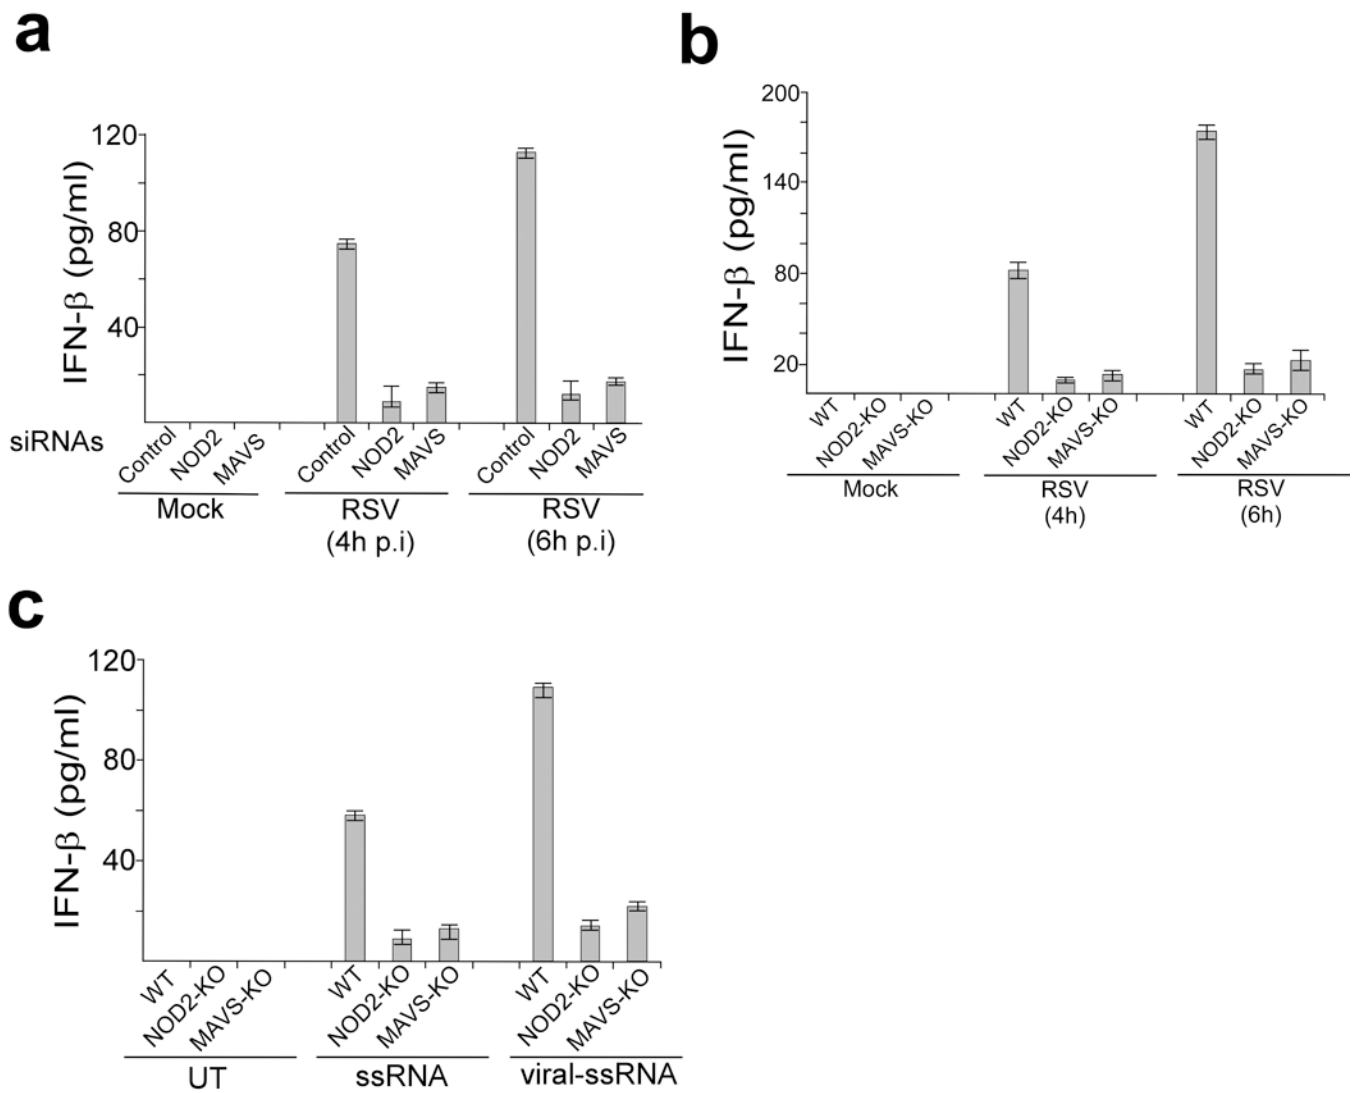 a
120
80
40
IFN-β (pg/ml)
siRNAs
Control NOD2 MAVS Control NOD2 MAVS Control NOD2 MAVS
Mock RSV RSV
(4h p.i) (6h p.i)
b
200
140
80
20
IFN-β (pg/ml)
WT NOD2-KO MAVS-KO WT NOD2-KO MAVS-KO WT NOD2-KO MAVS-KO
Mock RSV RSV
(4h) (6h)
c
120
80
40
IFN-β (pg/ml)
WT NOD2-KO MAVS-KO WT NOD2-KO MAVS-KO WT NOD2-KO MAVS-KO
UT ssRNA viral-ssRNA